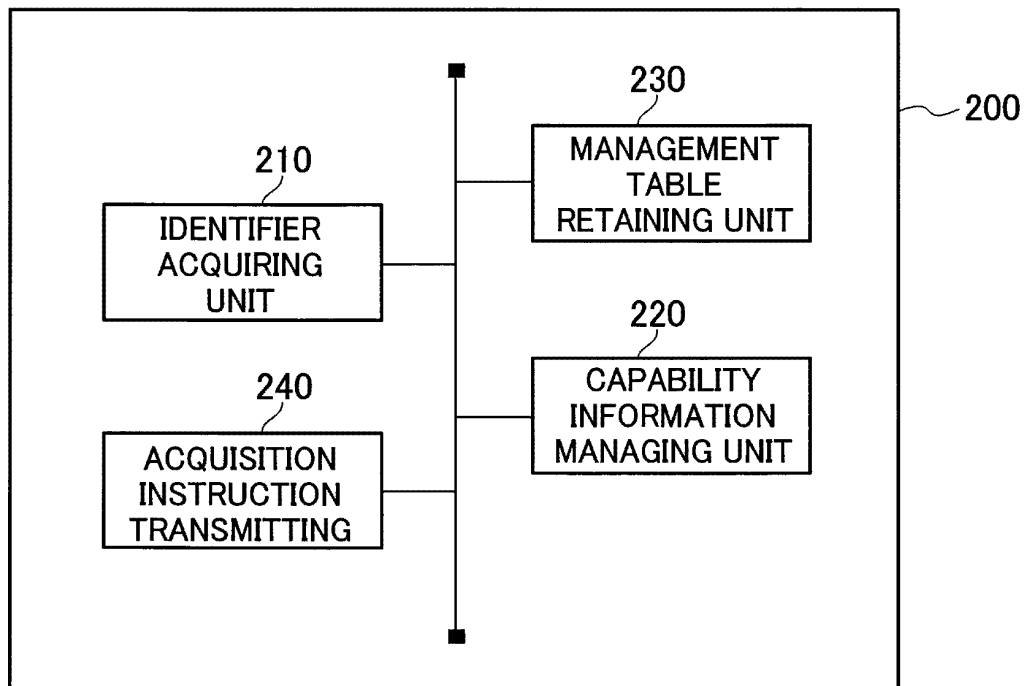 230
200
MANAGEMENT
TABLE
RETAINING UNIT
210
IDENTIFIER
ACQUIRING
UNIT
220
CAPABILITY
INFORMATION
MANAGING UNIT
240
ACQUISITION
INSTRUCTION
TRANSMITTING